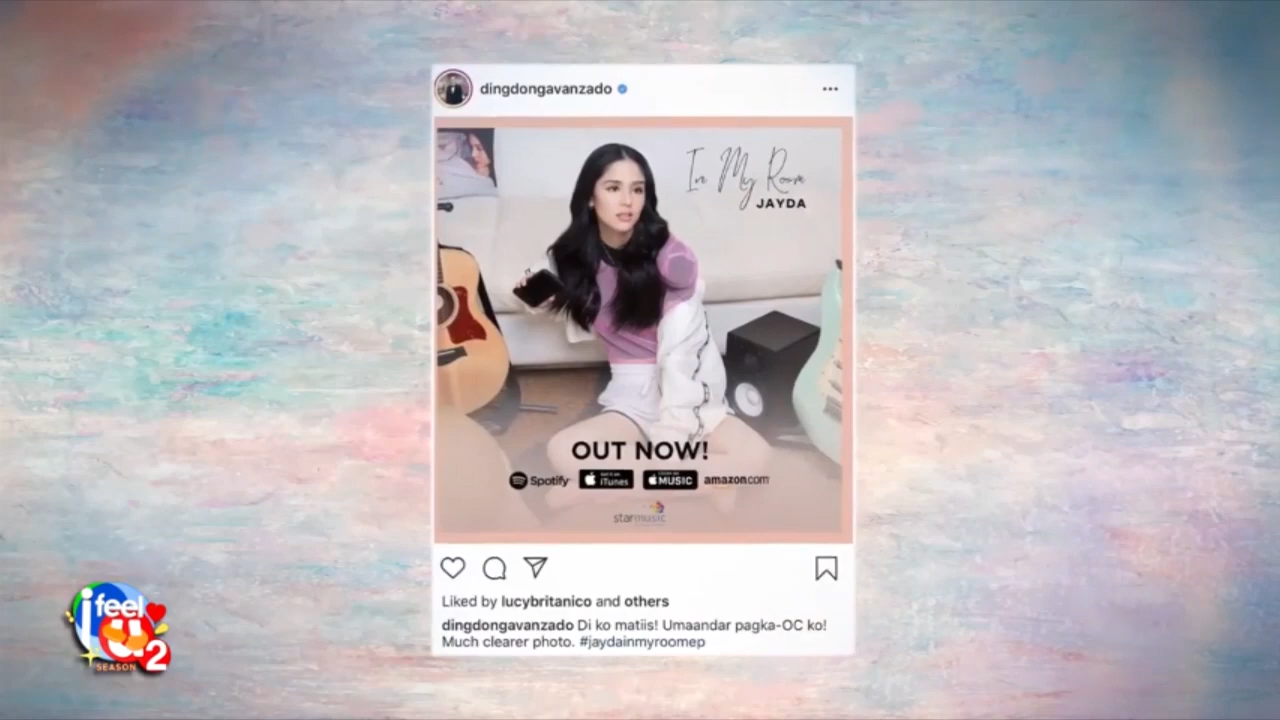 dingdongavanzado
In My Room
JAYDA
OUT NOW!
Spotify
iTunes
MUSIC
amazon.com
starmusic
Liked by lucybritanico and others
dingdongavanzado Di ko matiis! Umaandar pagka-OC ko!
Much clearer photo. #jaydainmyroomep
i feel
U 2
SEASON